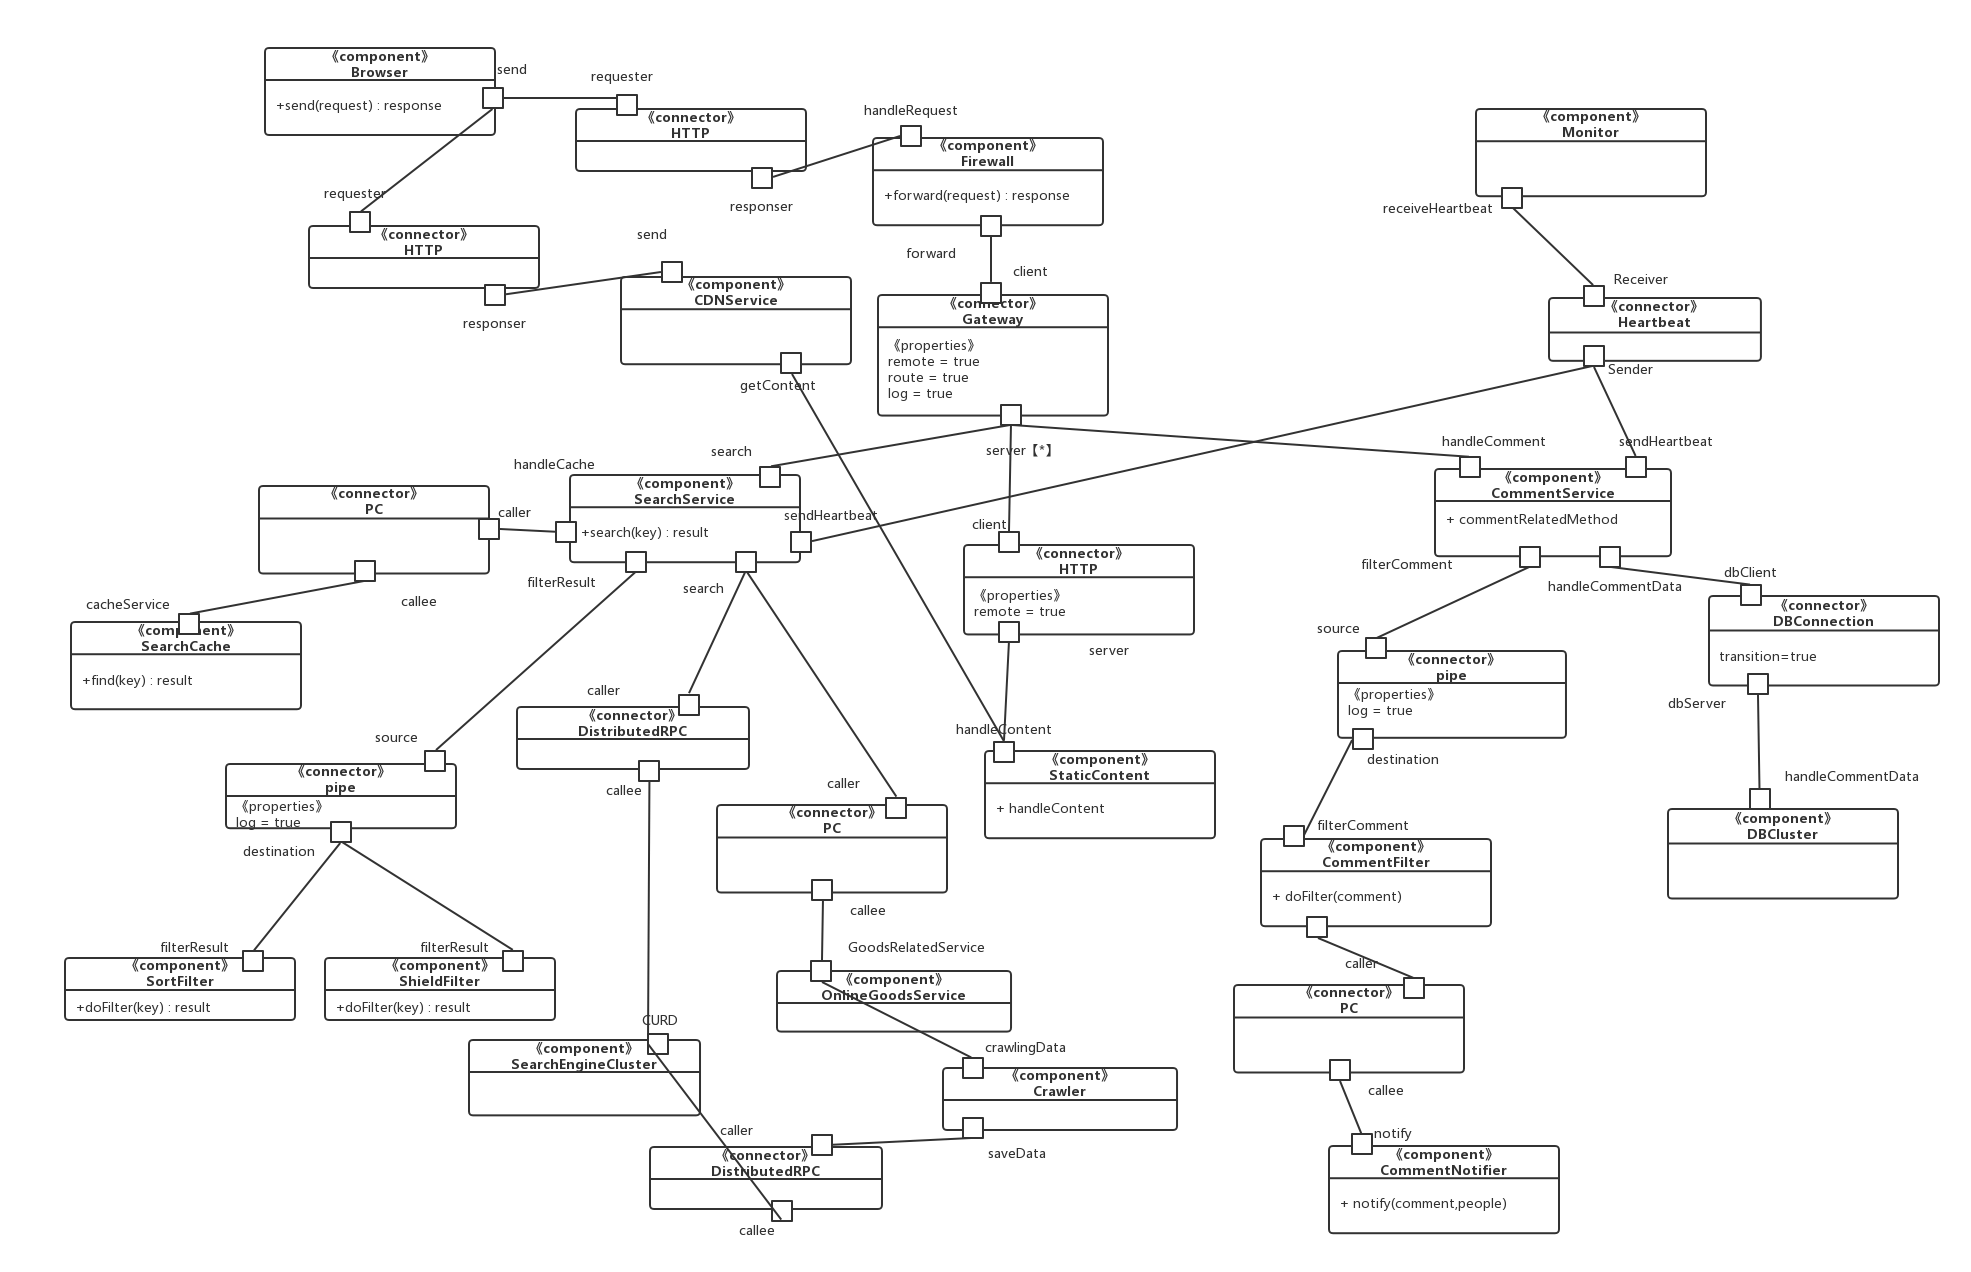 《component》
Browser
+send(request) : response
send
requester
《connector》
HTTP
responser
handleRequest
《component》
Firewall
+forward(request) : response
forward
《component》
Monitor
receiveHeartbeat
requester
《connector》
HTTP
responser
send
《component》
CDNService
getContent
client
《connector》
Gateway
《properties》
remote = true
route = true
log = true
server【*】
Receiver
《connector》
Heartbeat
Sender
handleCache
search
《component》
SearchService
+search(key) : result
sendHeartbeat
filterResult
search
《connector》
PC
caller
callee
cacheService
《component》
SearchCache
+find(key) : result
client
《connector》
HTTP
《properties》
remote = true
server
handleComment
sendHeartbeat
《component》
CommentService
+ commentRelatedMethod
filterComment
handleCommentData
dbClient
《connector》
DBConnection
transition=true
dbServer
source
《connector》
pipe
《properties》
log = true
destination
caller
《connector》
DistributedRPC
callee
source
《connector》
pipe
《properties》
log = true
destination
handleContent
《component》
StaticContent
+ handleContent
caller
《connector》
PC
callee
handleCommentData
《component》
DBCluster
filterComment
《component》
CommentFilter
+ doFilter(comment)
filterResult
《component》
SortFilter
+doFilter(key) : result
filterResult
《component》
ShieldFilter
+doFilter(key) : result
GoodsRelatedService
《component》
OnlineGoodsService
caller
《connector》
PC
callee
CURD
《component》
SearchEngineCluster
crawlingData
《component》
Crawler
saveData
caller
《connector》
DistributedRPC
callee
notify
《component》
CommentNotifier
+ notify(comment,people)